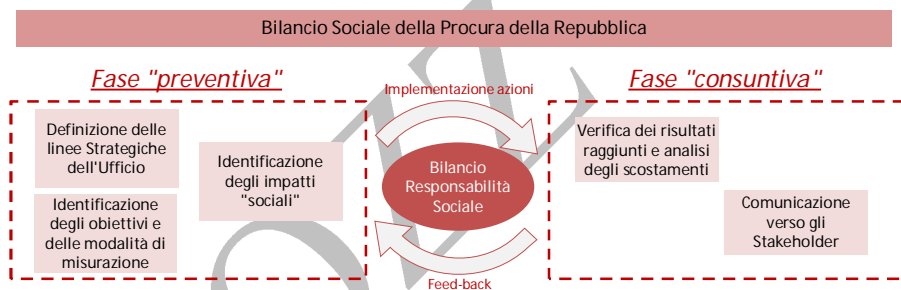 Bilancio Sociale della Procura della Repubblica
Fase "preventiva"
Definizione delle
linee Strategiche
dell'Ufficio
Identificazione
degli obiettivi e
delle modalità di
misurazione
Identificazione
degli impatti
"sociali"
Implementazione azioni
Bilancio
Responsabilità
Sociale
Feed-back
Fase "consuntiva"
Verifica dei risultati
raggiunti e analisi
degli scostamenti
Comunicazione
verso gli
Stakeholder